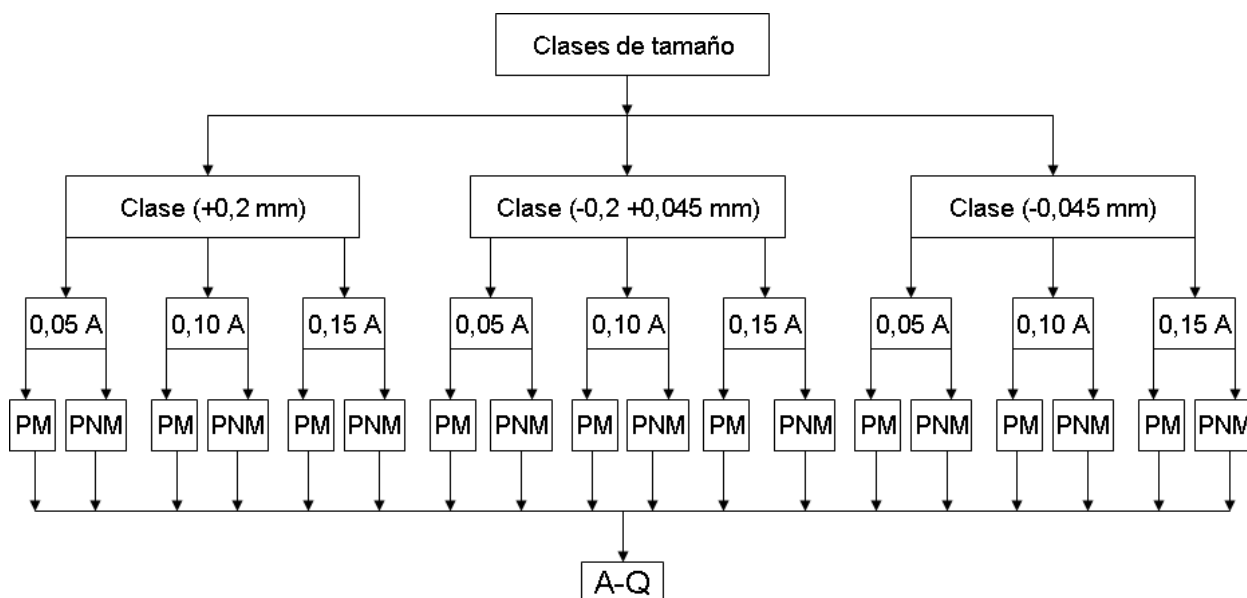 Clases de tamaño
Clase (+0,2 mm) Clase (-0,2 +0,045 mm) Clase (-0,045 mm)
0,05 A 0,10 A 0,15 A 0,05 A 0,10 A 0,15 A 0,05 A 0,10 A 0,15 A
PM PNM PM PNM PM PNM PM PNM PM PNM PM PNM PM PNM PM PNM PM PNM
A-Q